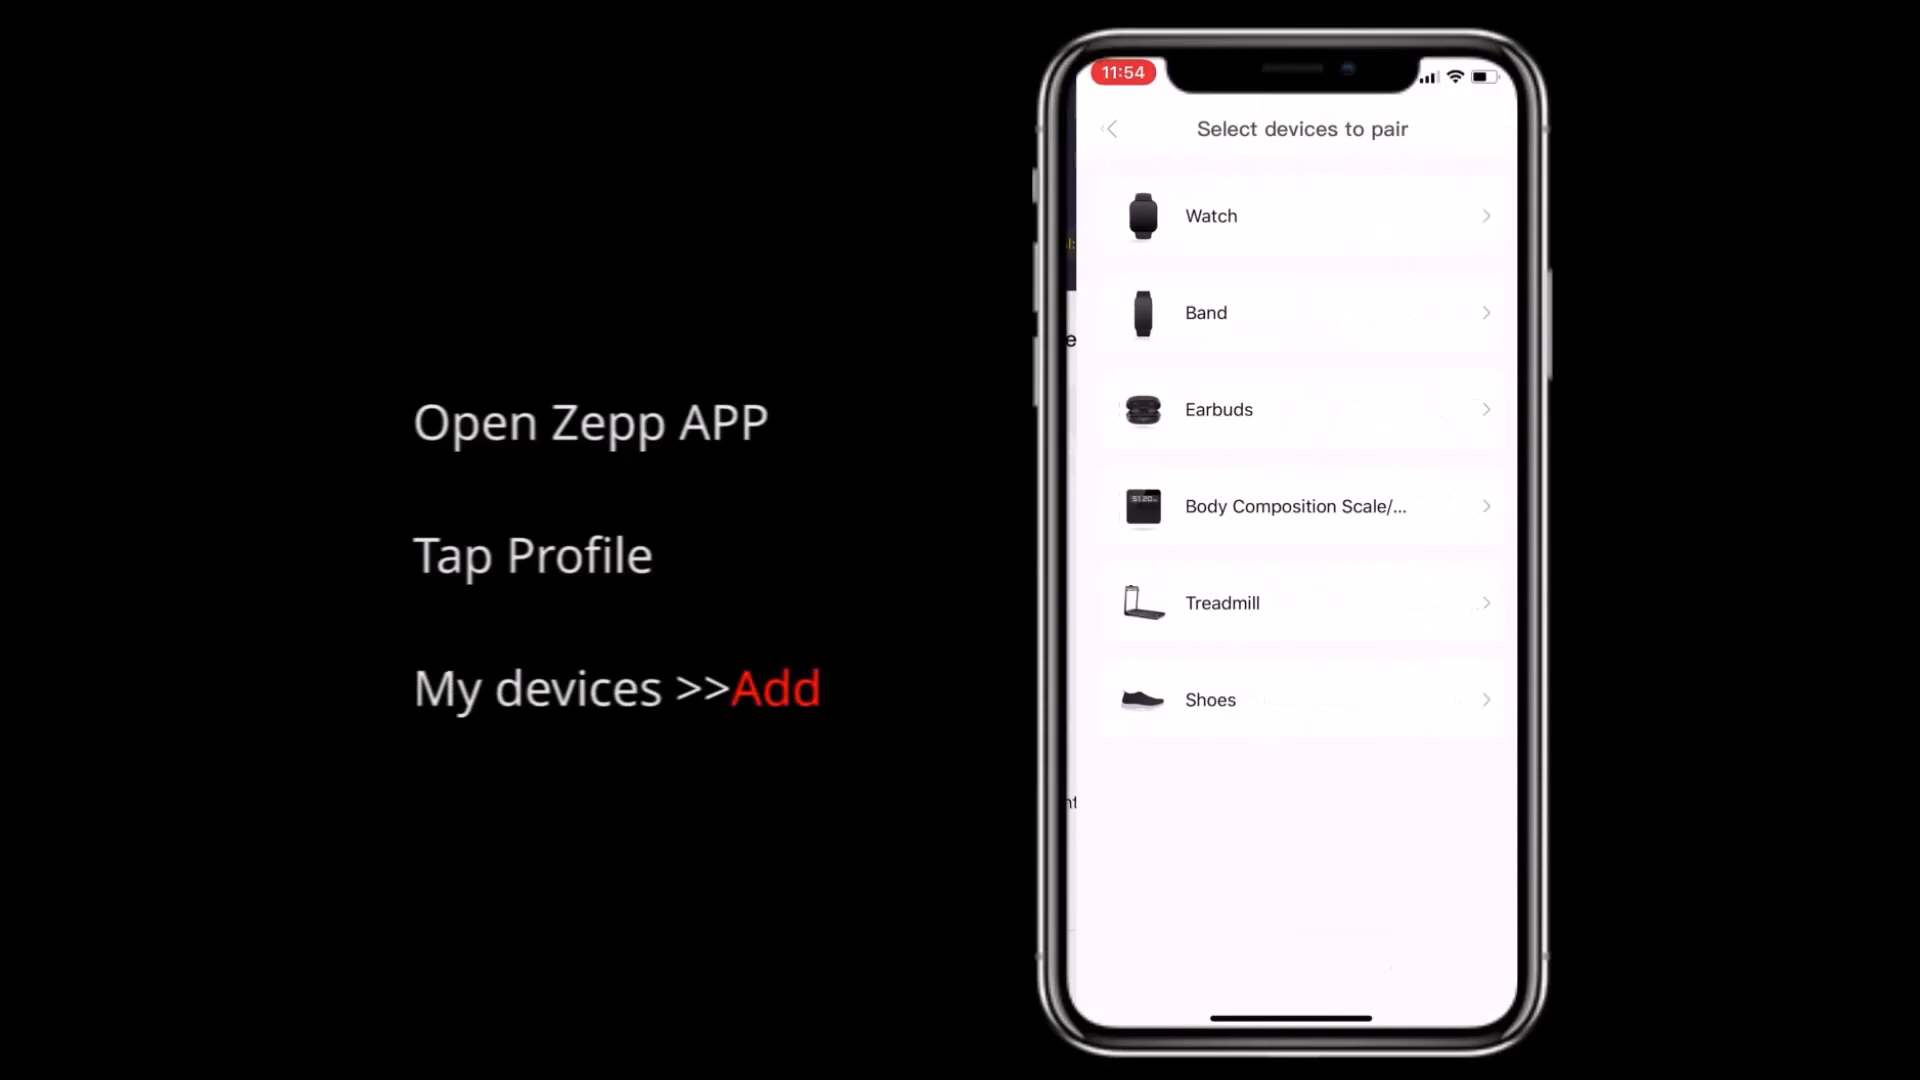 Open Zepp APP
Tap Profile
My devices >>Add
11:54
Select devices to pair
Watch
Band
Earbuds
Body Composition Scale/...
Treadmill
Shoes